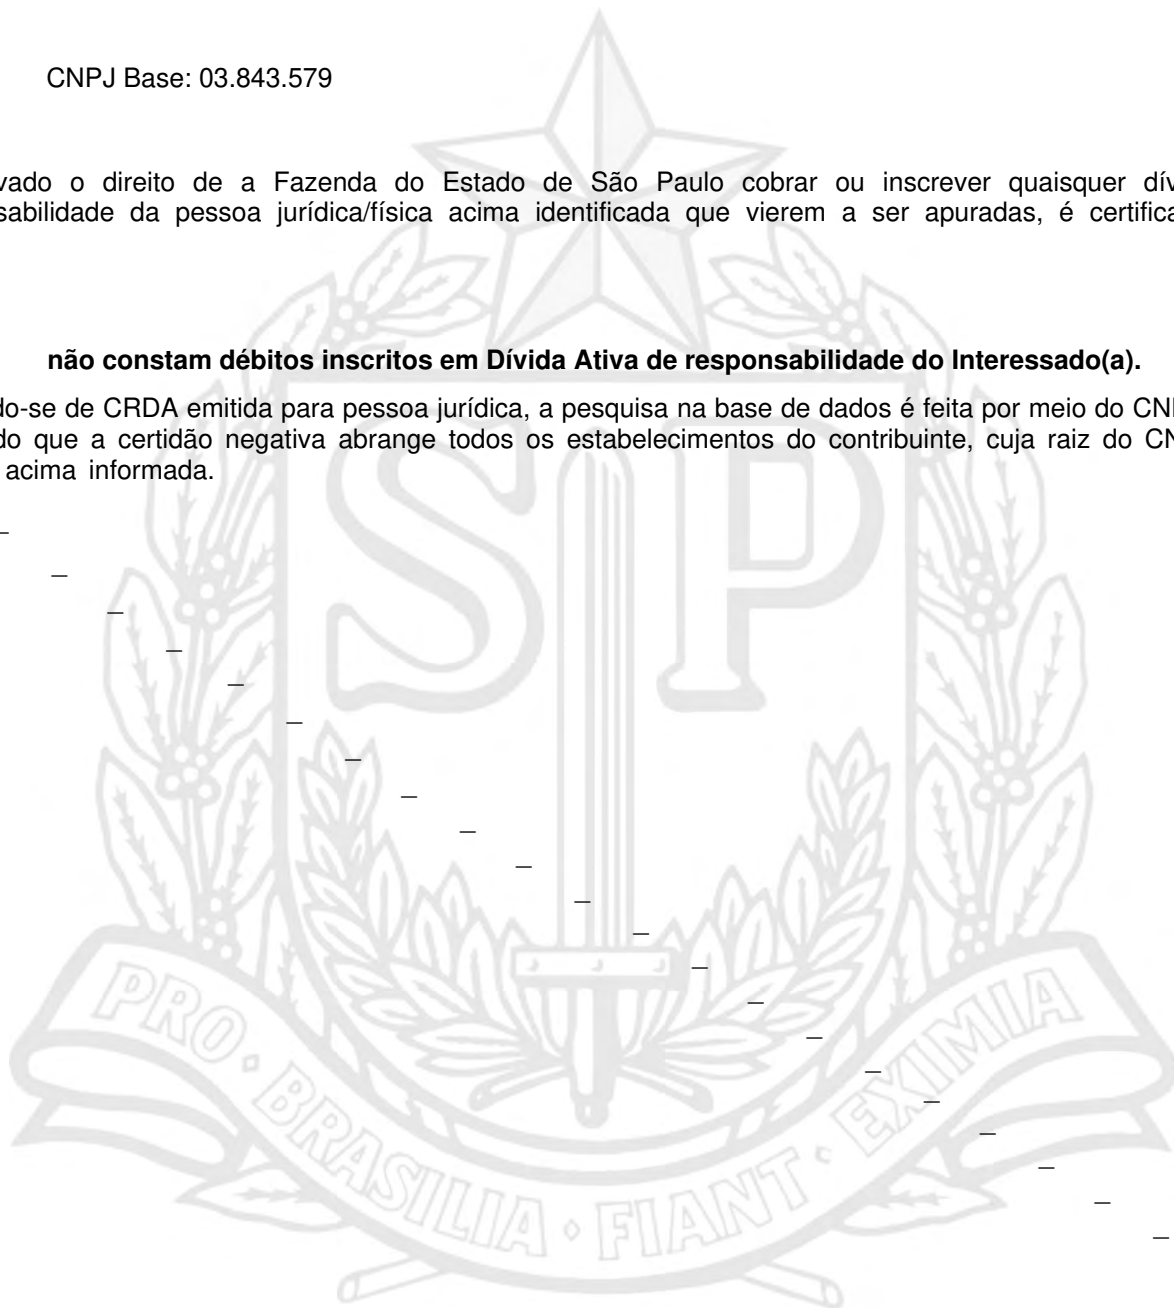 CNPJ Base: 03.843.579
vado o direito de a Fazenda do Estado de São Paulo cobrar ou inscrever quaisquer dív
sabilidade da pessoa jurídica/física acima identificada que vierem a ser apuradas, é certifica
não constam débitos inscritos em Dívida Ativa de responsabilidade do Interessado(a).
do-se de CRDA emitida para pessoa jurídica, a pesquisa na base de dados é feita por meio do CN
do que a certidão negativa abrange todos os estabelecimentos do contribuinte, cuja raiz do CN
acima informada.
SP
PRO BRASILIA FIANT EXIMIA